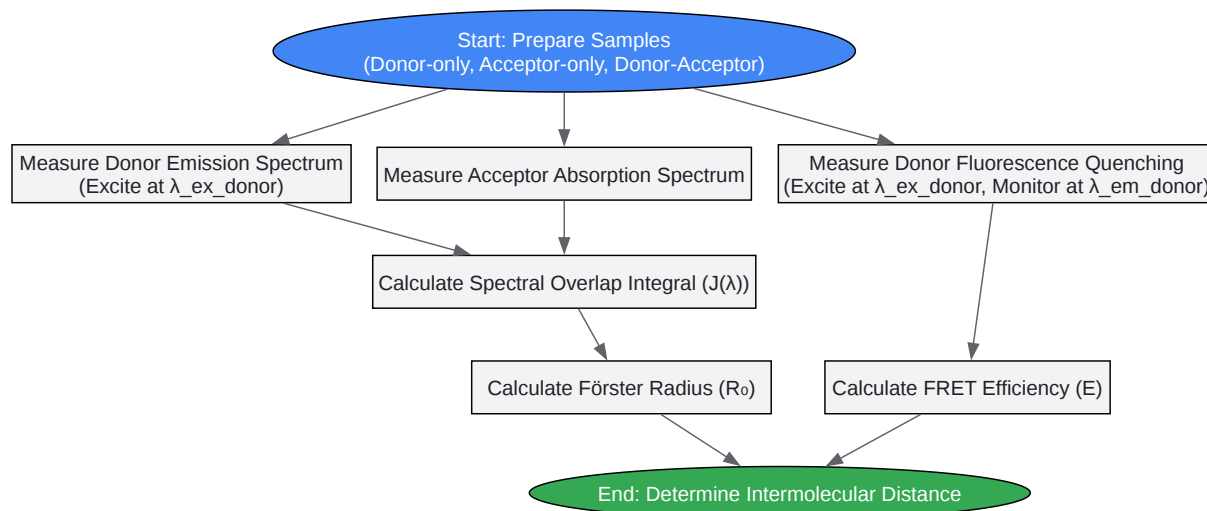 Start: Prepare Samples
(Donor-only, Acceptor-only, Donor-Acceptor)
Measure Donor Emission Spectrum
(Excite at λ_ex_donor)
Measure Acceptor Absorption Spectrum
Measure Donor Fluorescence Quenching
(Excite at λ_ex_donor, Monitor at λ_em_donor)
Calculate Spectral Overlap Integral (J(λ))
Calculate Förster Radius (R₀)
Calculate FRET Efficiency (E)
End: Determine Intermolecular Distance